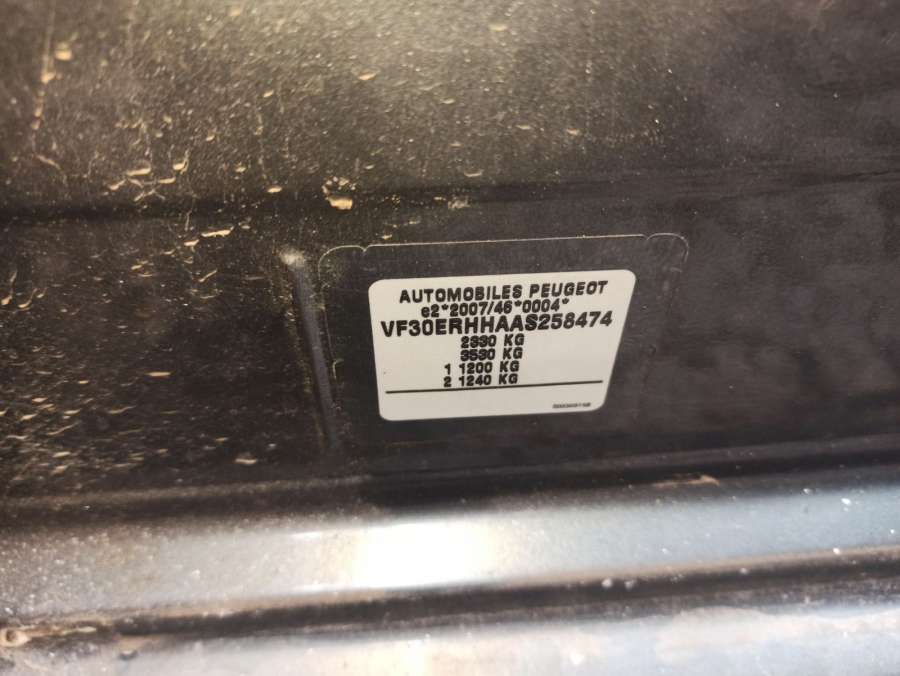 AUTOMOBILES PEUGEOT
e2*2007/46*0004*
VF30ERHHAAS258474
2330 KG
3530 KG
1 1200 KG
2 1240 KG